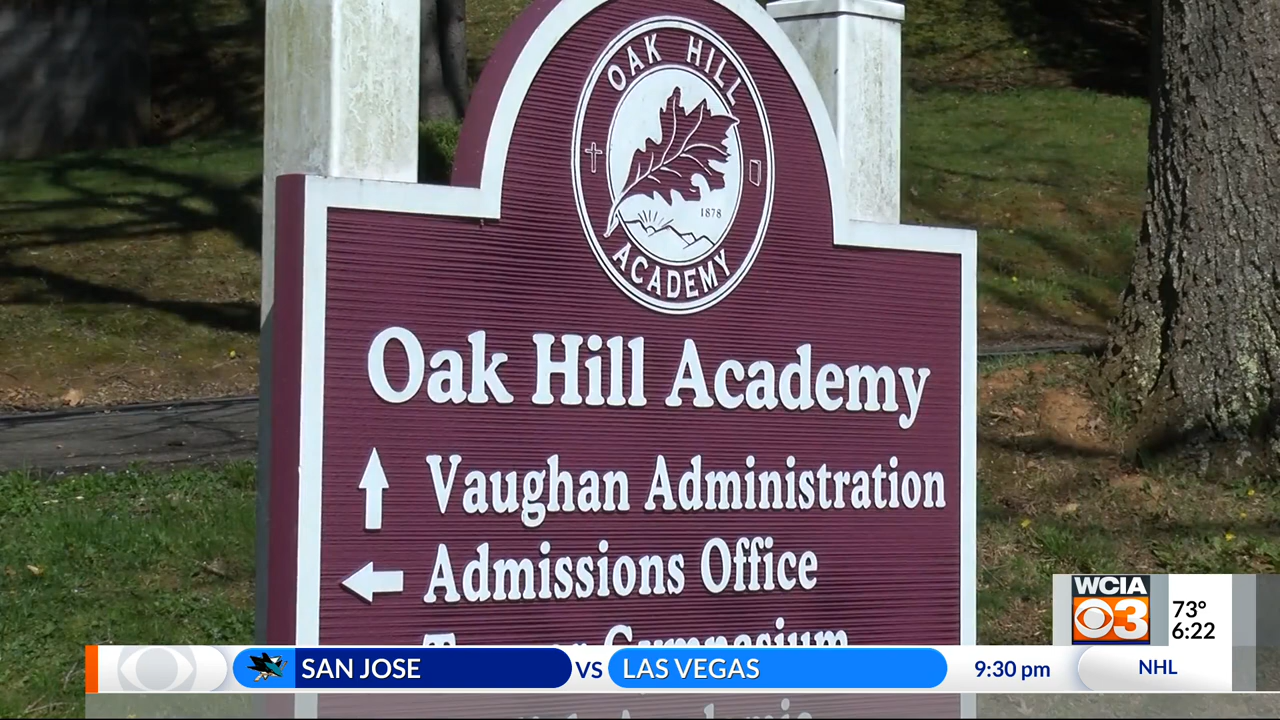 OAK HILL
1878
ACADEMY
Oak Hill Academy
Vaughan Administration
Admissions Office
Gymnasium
WCIA
3
73°
6:22
SAN JOSE VS LAS VEGAS 9:30 pm NHL